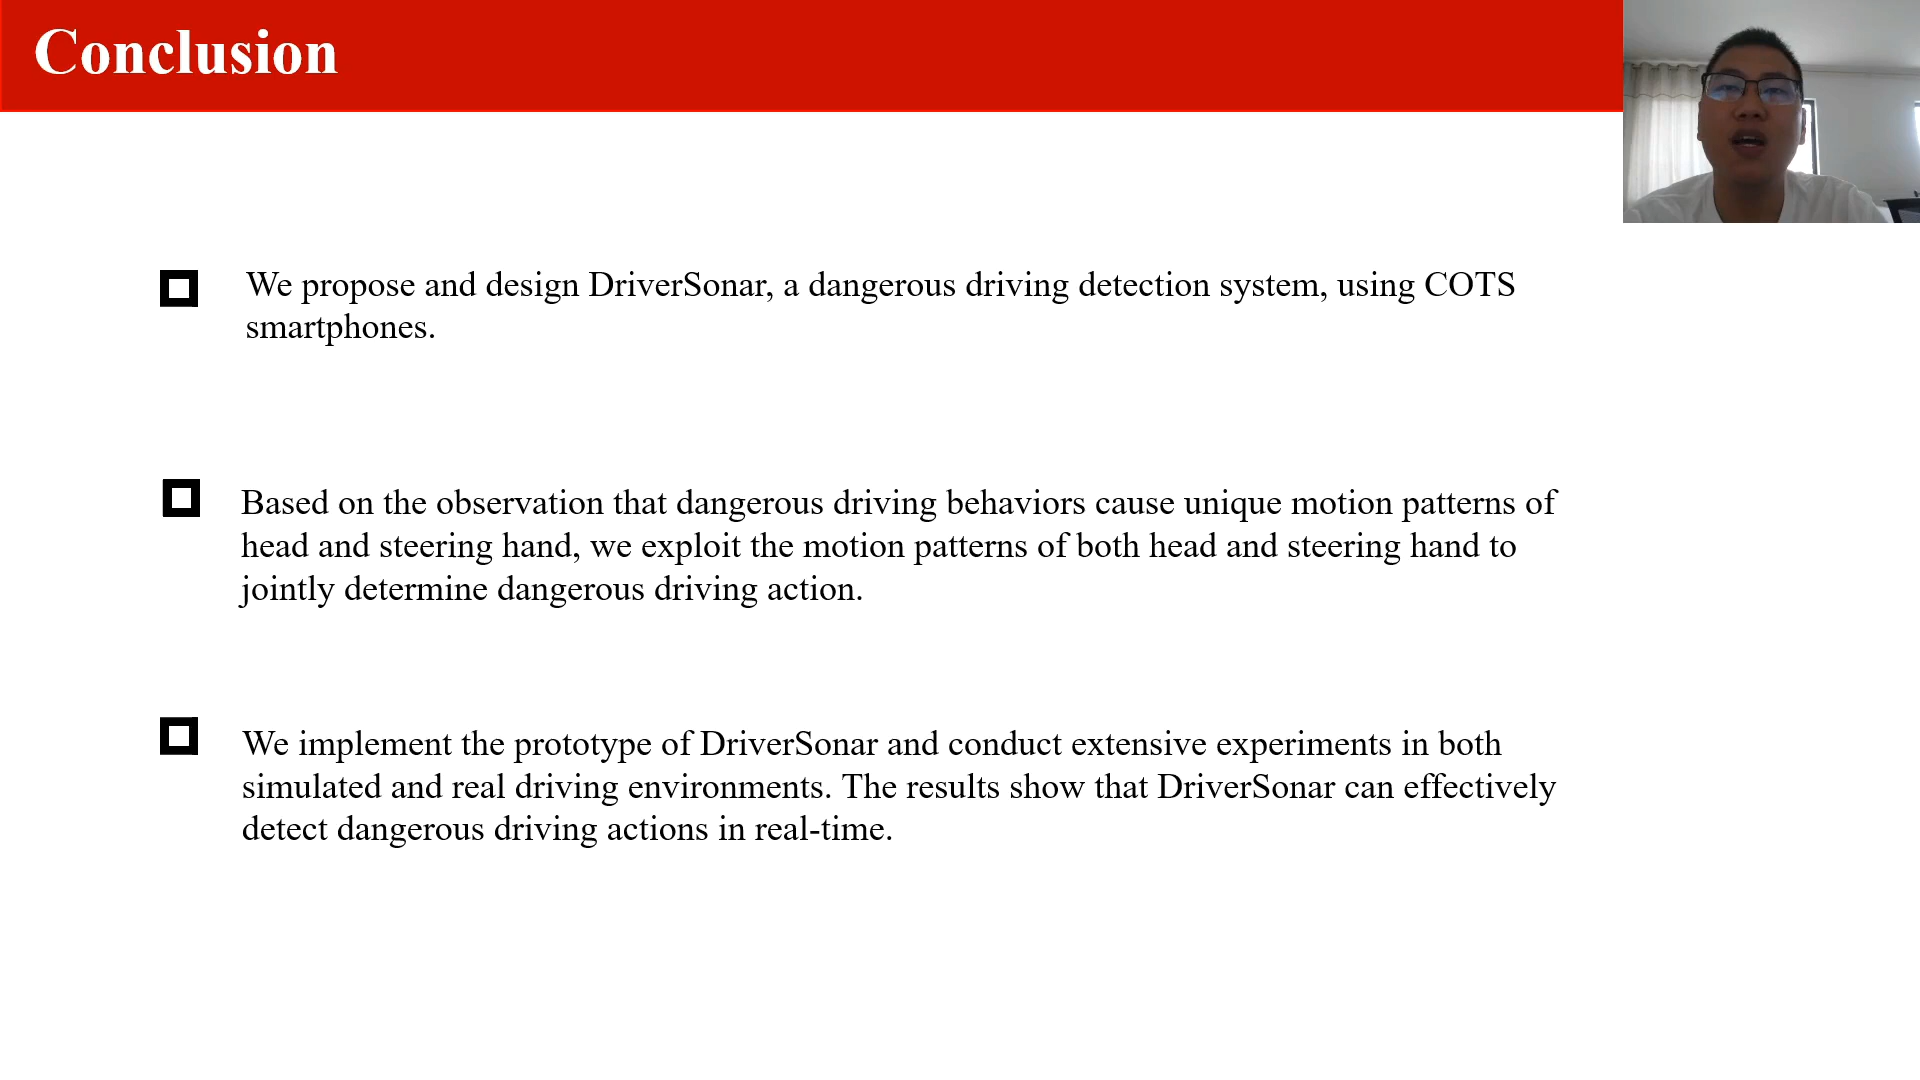 Conclusion
We propose and design DriverSonar, a dangerous driving detection system, using COTS
smartphones.
Based on the observation that dangerous driving behaviors cause unique motion patterns of
head and steering hand, we exploit the motion patterns of both head and steering hand to
jointly determine dangerous driving action.
We implement the prototype of DriverSonar and conduct extensive experiments in both
simulated and real driving environments. The results show that DriverSonar can effectively
detect dangerous driving actions in real-time.